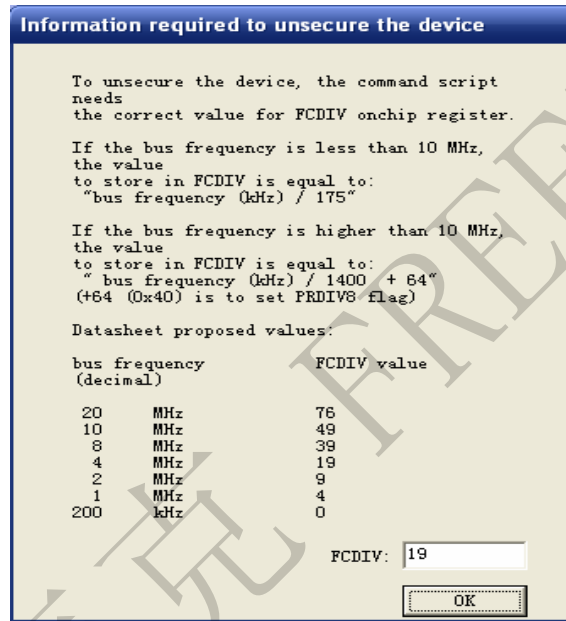 Information required to unsecure the device
To unsecure the device, the command script
needs
the correct value for FCDIV onchip register.
If the bus frequency is less than 10 MHz,
the value
to store in FCDIV is equal to:
"bus frequency (kHz) / 175"
If the bus frequency is higher than 10 MHz,
the value
to store in FCDIV is equal to:
" bus frequency (kHz) / 1400 + 64"
(+64 (0x40) is to set PRDIV8 flag)
Datasheet proposed values:
bus frequency FCDIV value
(decimal)
20 MHz 76
10 MHz 49
8 MHz 39
4 MHz 19
2 MHz 9
1 MHz 4
200 kHz 0
FCDIV: 19
OK
克 FREE